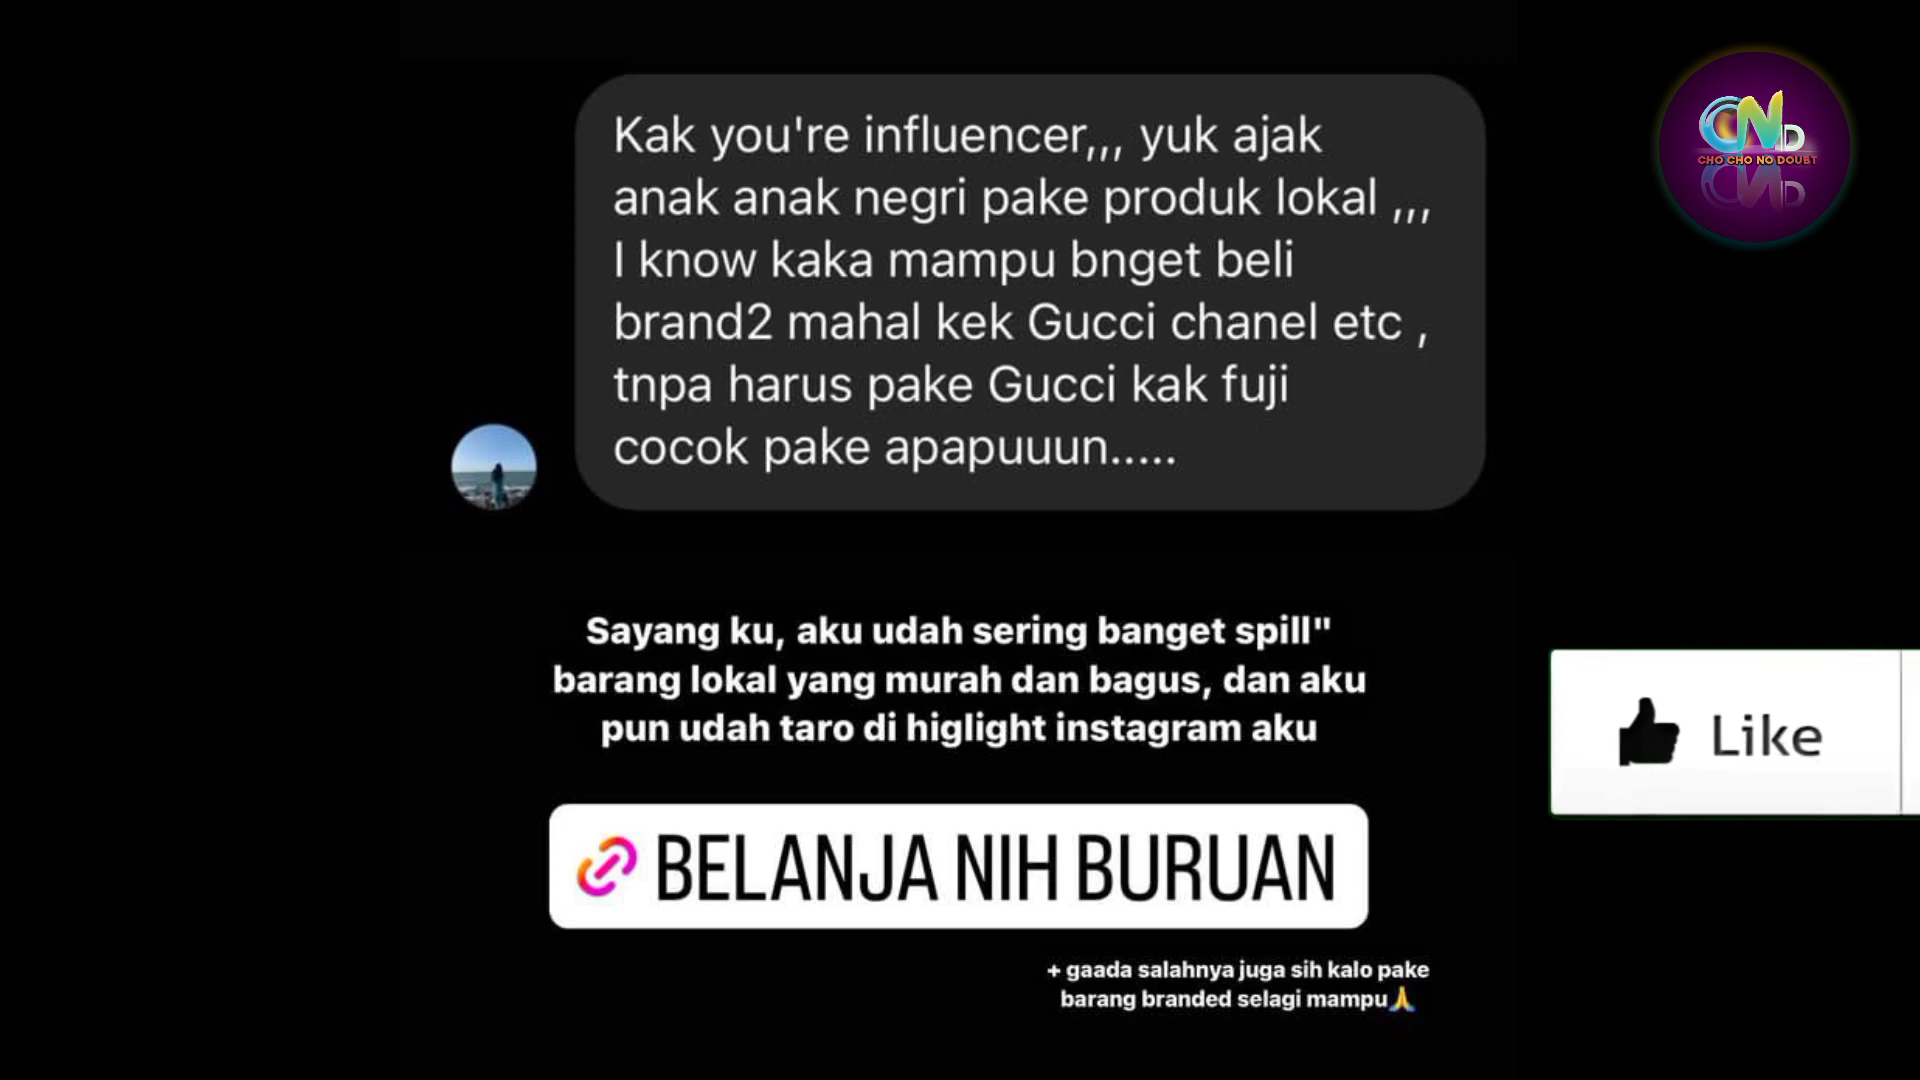 Kak you're influencer,,, yuk ajak
anak anak negri pake produk lokal ,,,
I know kaka mampu bnget beli
brand2 mahal kek Gucci chanel etc ,
tnpa harus pake Gucci kak fuji
cocok pake apapuuun.....
Sayang ku, aku udah sering banget spill"
barang lokal yang murah dan bagus, dan aku
pun udah taro di higlight instagram aku
BELANJA NIH BURUAN
+ gaada salahnya juga sih kalo pake
barang branded selagi mampu🙏
CND
CHO CHO NO DOUBT
Like